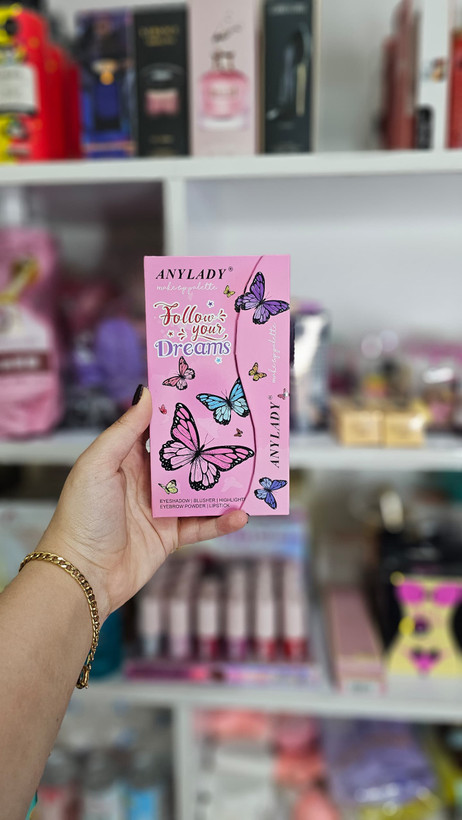 ANYLADY®
makeup palette
Follow
your
Dreams
EYESHADOW | BLUSHER | HIGHLIGHT
EYEBROW POWDER | LIPSTICK
makeup palette
ANYLADY®